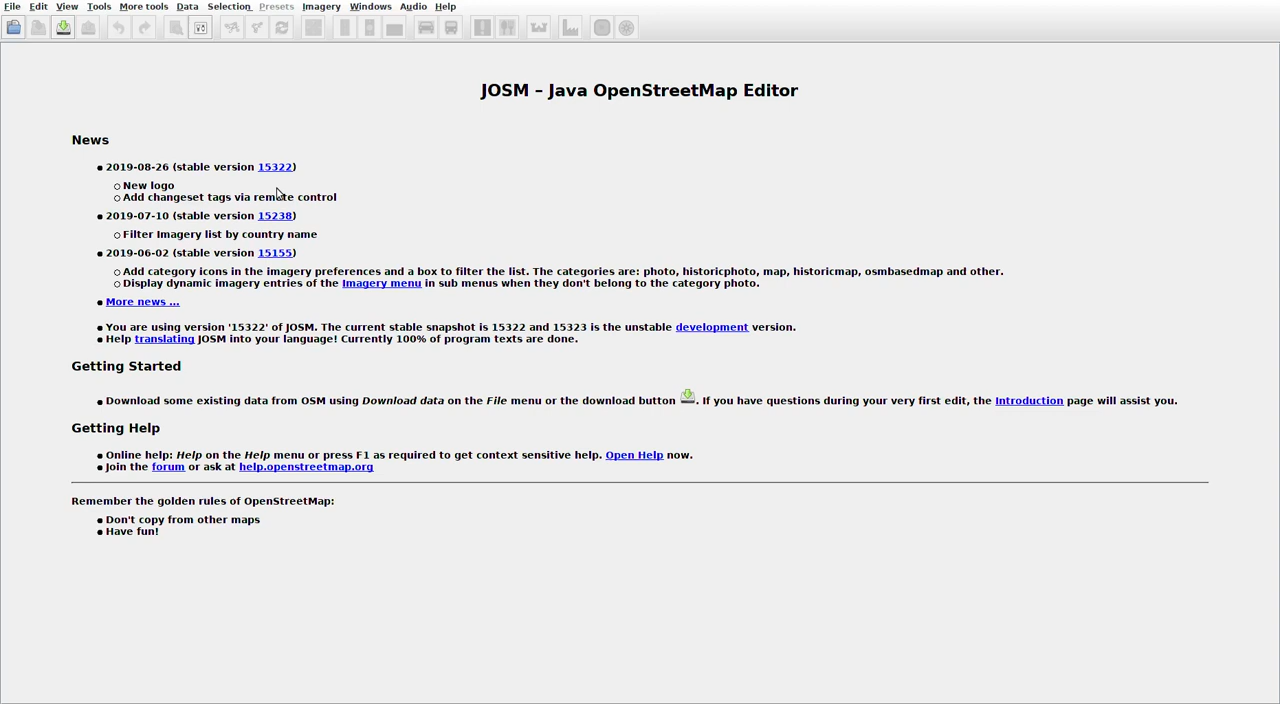 File Edit View Tools More tools Data Selection Presets Imagery Windows Audio Help
JOSM – Java OpenStreetMap Editor
News
2019-08-26 (stable version 15322)
New logo
Add changeset tags via remote control
2019-07-10 (stable version 15238)
Filter Imagery list by country name
2019-06-02 (stable version 15155)
Add category icons in the imagery preferences and a box to filter the list. The categories are: photo, historicphoto, map, historicmap, osmbasedmap and other.
Display dynamic imagery entries of the Imagery menu in sub menus when they don't belong to the category photo.
More news ...
You are using version '15322' of JOSM. The current stable snapshot is 15322 and 15323 is the unstable development version.
Help translating JOSM into your language! Currently 100% of program texts are done.
Getting Started
Download some existing data from OSM using Download data on the File menu or the download button . If you have questions during your very first edit, the Introduction page will assist you.
Getting Help
Online help: Help on the Help menu or press F1 as required to get context sensitive help. Open Help now.
Join the forum or ask at help.openstreetmap.org
Remember the golden rules of OpenStreetMap:
Don't copy from other maps
Have fun!